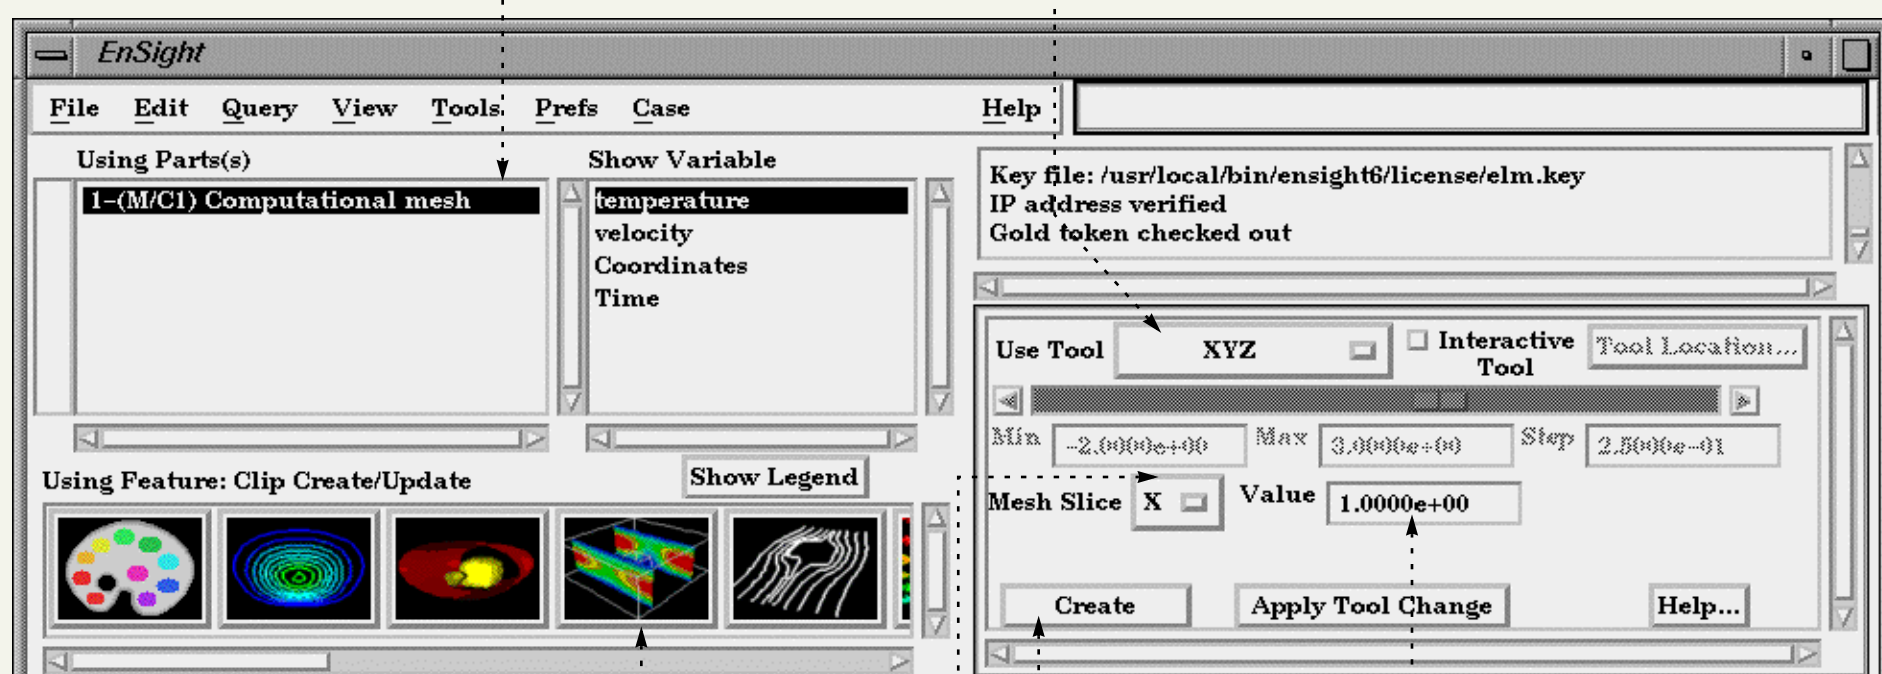 EnSight
File Edit Query View Tools Prefs Case Help
Using Parts(s)
1-(M/C1) Computational mesh
Show Variable
temperature
velocity
Coordinates
Time
Key file: /usr/local/bin/ensight6/license/elm.key
IP address verified
Gold token checked out
Use Tool XYZ
Interactive
Tool
Tool Location...
Min -2.0000e+00 Max 3.0000e+00 Step 2.5000e-01
Mesh Slice X Value 1.0000e+00
Create Apply Tool Change Help...
Using Feature: Clip Create/Update
Show Legend